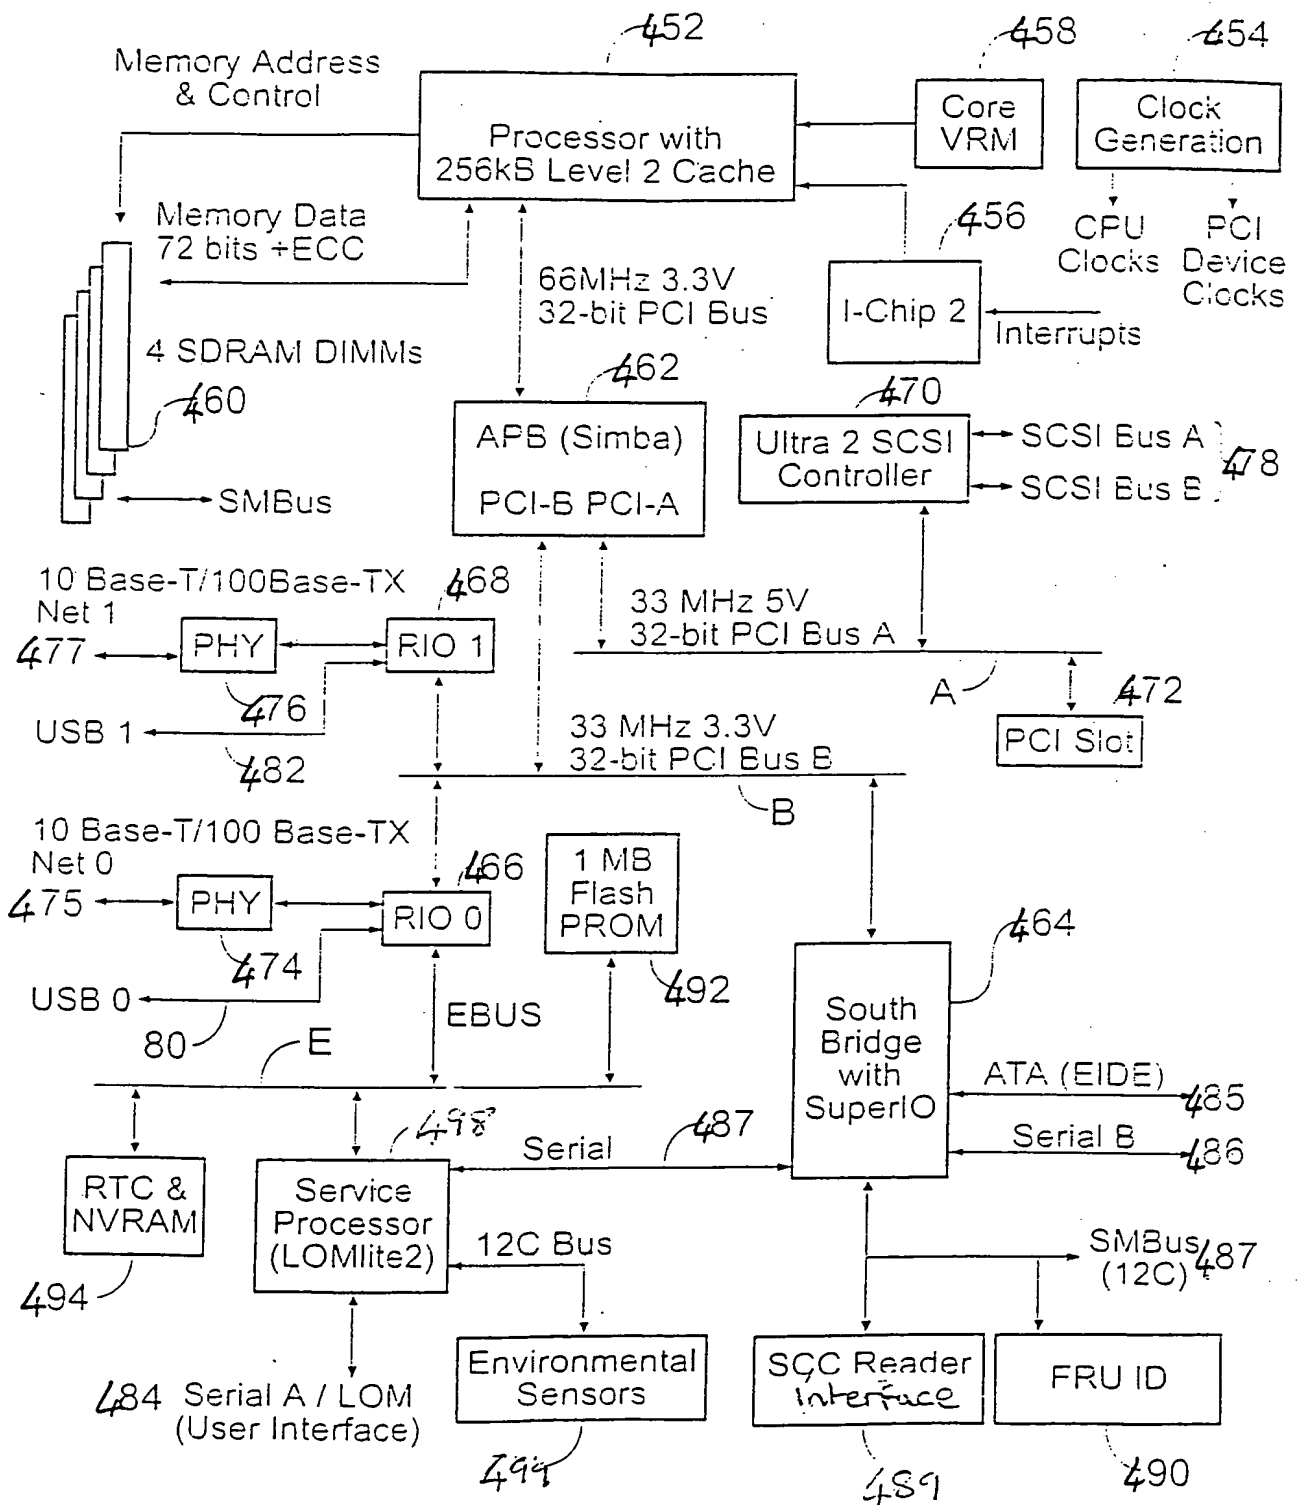 452
458
454
Memory Address
& Control
Processor with
256kB Level 2 Cache
Core
VRM
Clock
Generation
Memory Data
72 bits +ECC
456
CPU
Clocks
PCI
Device
Clocks
66MHz 3.3V
32-bit PCI Bus
I-Chip 2
Interrupts
4 SDRAM DIMMs
460
462
470
APB (Simba)
PCI-B PCI-A
Ultra 2 SCSI
Controller
SCSI Bus A
SCSI Bus B
478
SMBus
10 Base-T/100Base-TX
Net 1
468
477
PHY
RIO 1
33 MHz 5V
32-bit PCI Bus A
A
476
472
USB 1
PCI Slot
482
33 MHz 3.3V
32-bit PCI Bus B
B
10 Base-T/100 Base-TX
Net 0
466
1 MB
Flash
PROM
475
PHY
RIO 0
464
474
492
USB 0
EBUS
80
E
South
Bridge
with
SuperIO
ATA (EIDE)
485
498
Serial
487
Serial B
486
RTC &
NVRAM
Service
Processor
(LOMlite2)
12C Bus
SMBus
(12C)
487
494
484
Serial A / LOM
(User Interface)
Environmental
Sensors
SCC Reader
interface
FRU ID
499
489
490